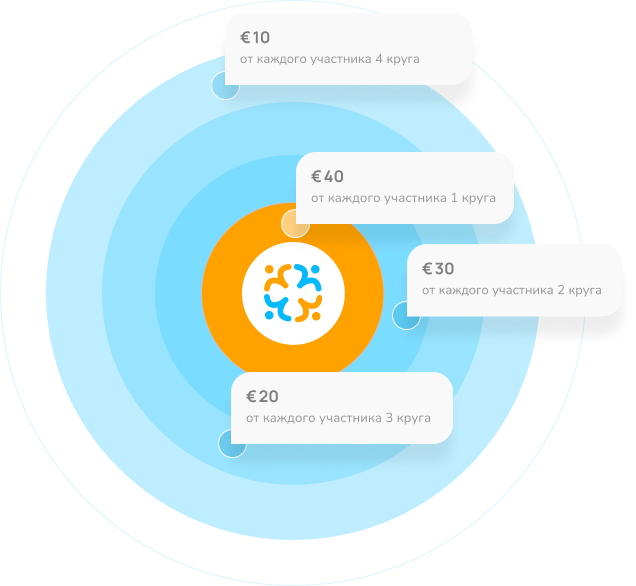 €10
от каждого участника 4 круга
€40
от каждого участника 1 круга
€30
от каждого участника 2 круга
€20
от каждого участника 3 круга